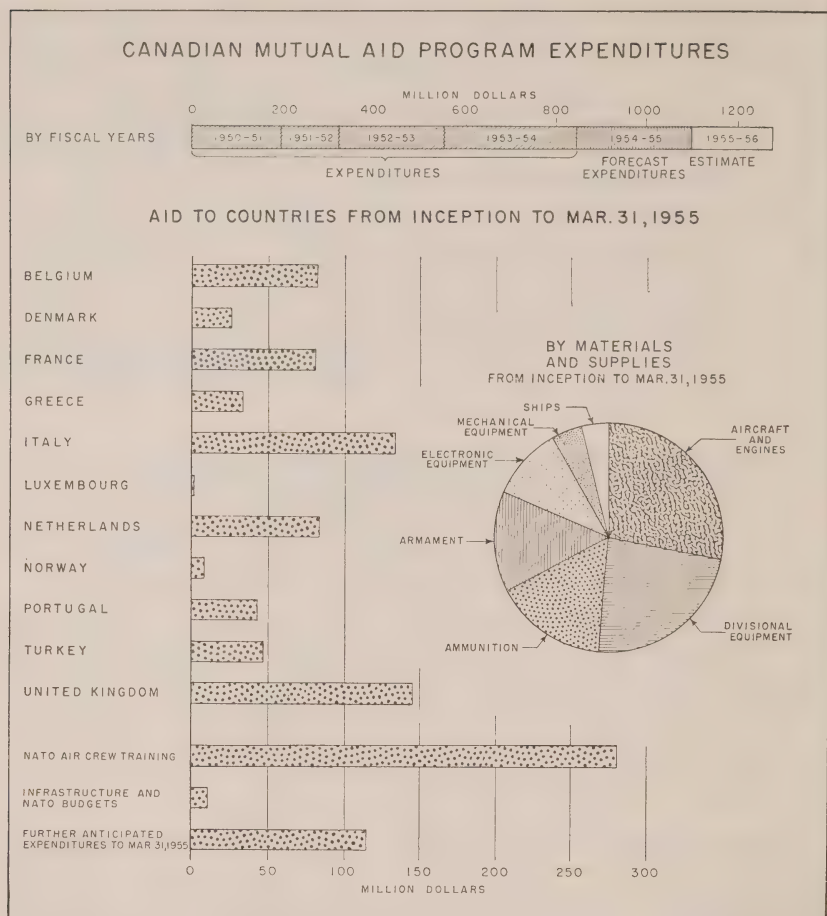 CANADIAN MUTUAL AID PROGRAM EXPENDITURES
MILLION DOLLARS
0 200 400 600 800 1000 1200
BY FISCAL YEARS
1950-51 1951-52 1952-53 1953-54 1954-55 1955-56
EXPENDITURES
FORECAST
EXPENDITURES
ESTIMATE
AID TO COUNTRIES FROM INCEPTION TO MAR. 31, 1955
BELGIUM
DENMARK
FRANCE
GREECE
ITALY
LUXEMBOURG
NETHERLANDS
NORWAY
PORTUGAL
TURKEY
UNITED KINGDOM
NATO AIR CREW TRAINING
INFRASTRUCTURE AND
NATO BUDGETS
FURTHER ANTICIPATED
EXPENDITURES TO MAR 31,1955
0 50 100 150 200 250 300
MILLION DOLLARS
BY MATERIALS
AND SUPPLIES
FROM INCEPTION TO MAR.31,1955
SHIPS
MECHANICAL
EQUIPMENT
ELECTRONIC
EQUIPMENT
ARMAMENT
AMMUNITION
AIRCRAFT
AND
ENGINES
DIVISIONAL
EQUIPMENT